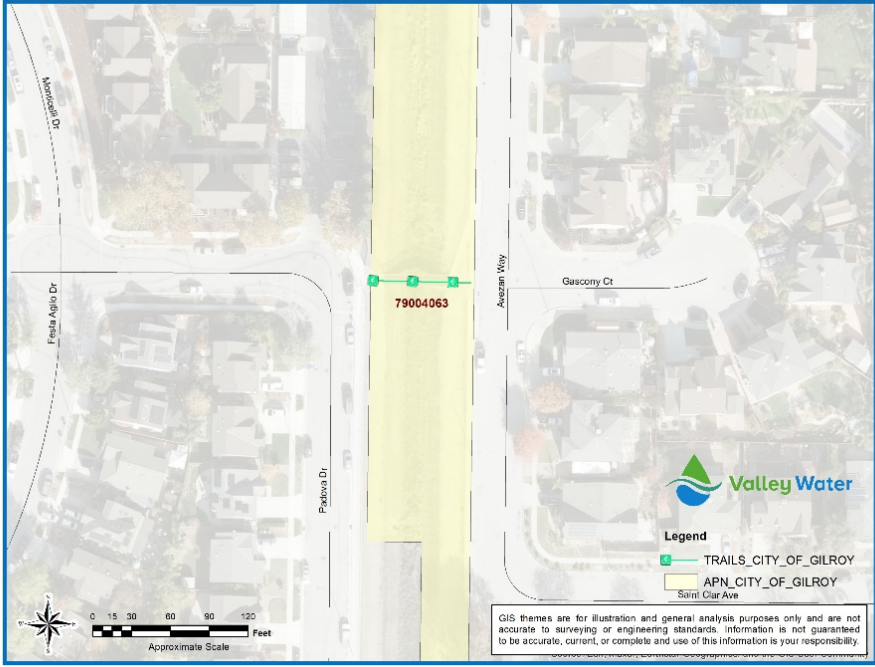 Monticelli Dr
Festa Aglio Dr
79004063
Avezan Way
Gascony Ct
Padova Dr
Valley Water
Legend
TRAILS_CITY_OF_GILROY
APN_CITY_OF_GILROY
Saint Clar Ave
0 15 30 60 90 120
Feet
Approximate Scale
GIS themes are for illustration and general analysis purposes only and are not
accurate to surveying or engineering standards. Information is not guaranteed
to be accurate, current, or complete and use of this information is your responsibility.